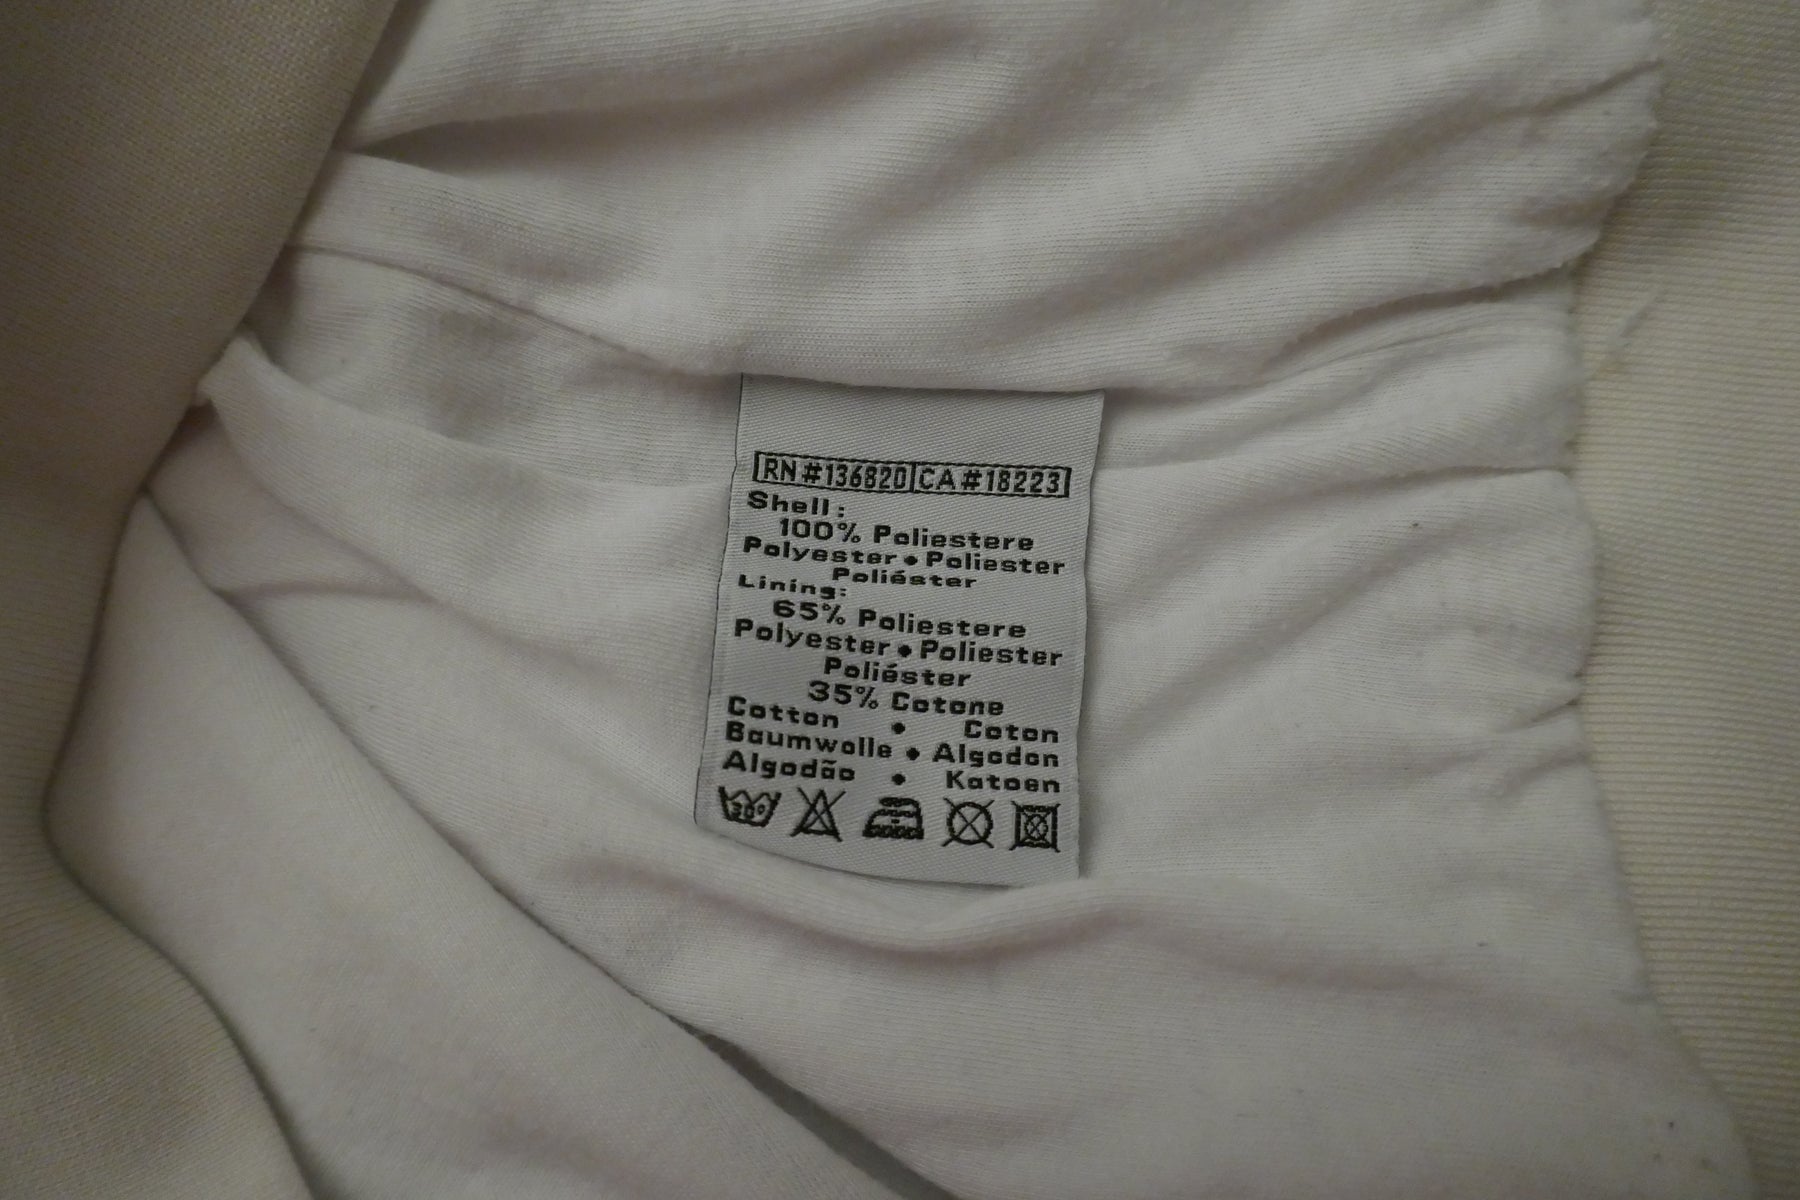 RN #136820 CA #18223
Shell:
100% Poliestere
Polyester • Poliester
Poliéster
Lining:
65% Poliestere
Polyester • Poliester
Poliéster
35% Cotone
Cotton • Coton
Baumwolle • Algodon
Algodão • Katoen
30°